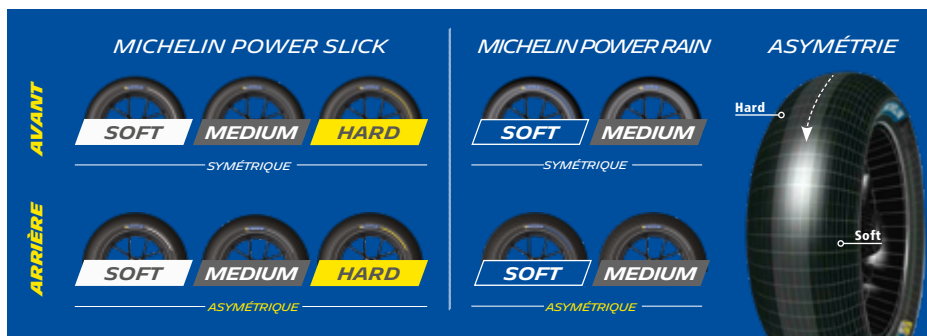 MICHELIN POWER SLICK
MICHELIN POWER RAIN
ASYMÉTRIE
AVANT
SOFT
MEDIUM
HARD
SYMÉTRIQUE
SOFT
MEDIUM
SYMÉTRIQUE
ARRIÈRE
SOFT
MEDIUM
HARD
ASYMÉTRIQUE
SOFT
MEDIUM
ASYMÉTRIQUE
Hard
Soft